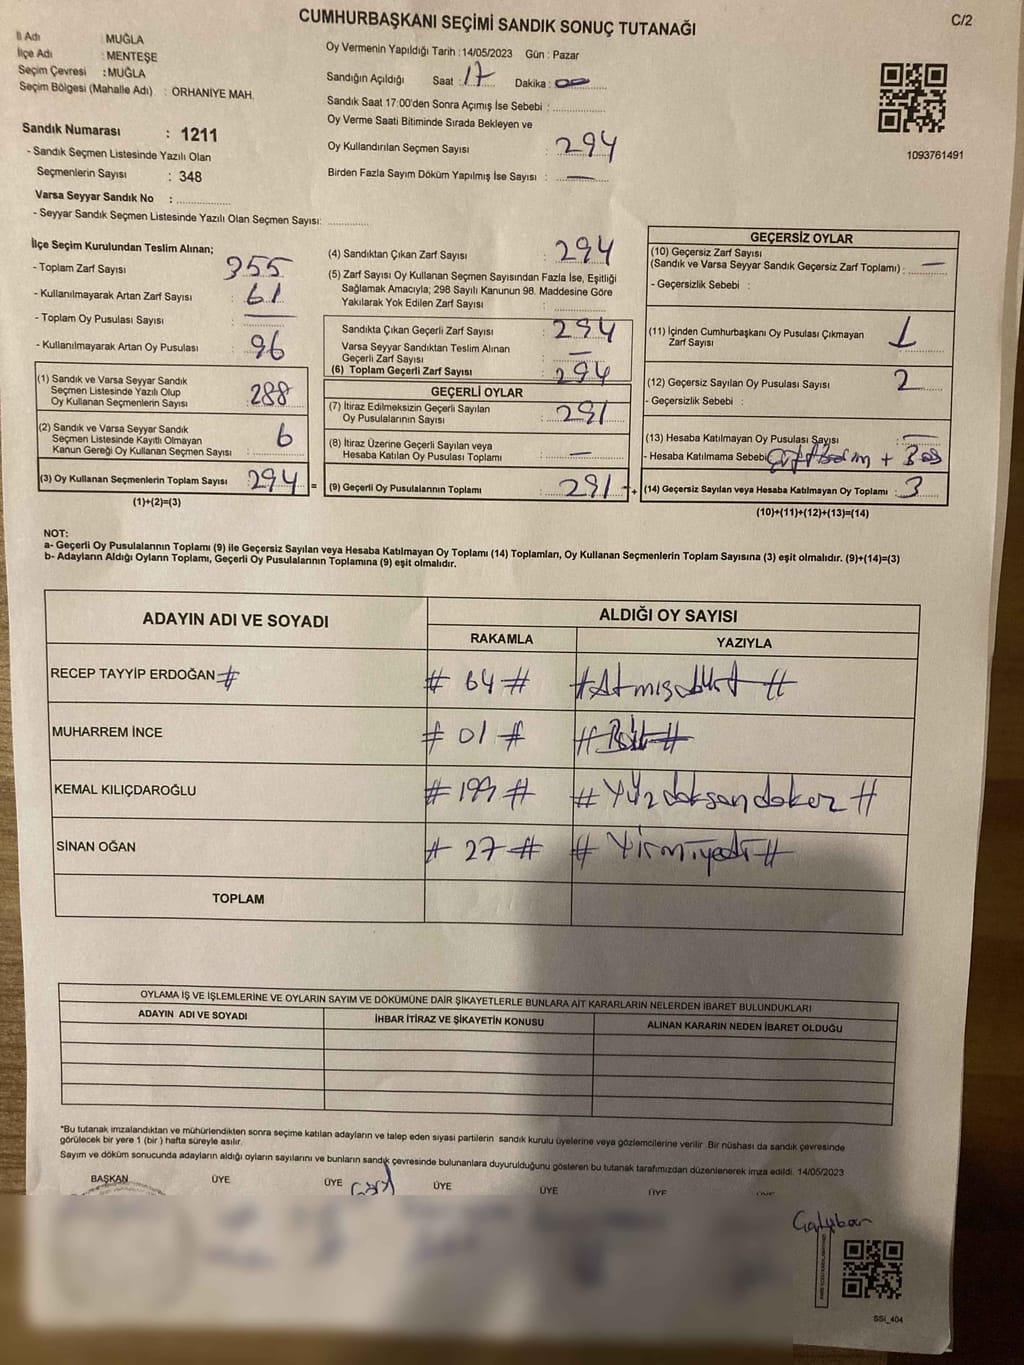 CUMHURBAŞKANI SEÇİMİ SANDIK SONUÇ TUTANAĞI
C/2
İl Adı : MUĞLA
İlçe Adı : MENTEŞE
Seçim Çevresi : MUĞLA
Seçim Bölgesi (Mahalle Adı) : ORHANİYE MAH.
Oy Vermenin Yapıldığı Tarih : 14/05/2023 Gün : Pazar
Sandığın Açıldığı Saat : 17 Dakika : 00
Sandık Saat 17:00'den Sonra Açımış İse Sebebi :
Oy Verme Saati Bitiminde Sırada Bekleyen ve
Oy Kullandırılan Seçmen Sayısı : 294
Birden Fazla Sayım Döküm Yapılmış İse Sayısı : —
1093761491
Sandık Numarası : 1211
- Sandık Seçmen Listesinde Yazılı Olan
Seçmenlerin Sayısı : 348
Varsa Seyyar Sandık No :
- Seyyar Sandık Seçmen Listesinde Yazılı Olan Seçmen Sayısı:
İlçe Seçim Kurulundan Teslim Alınan;
- Toplam Zarf Sayısı : 355
- Kullanılmayarak Artan Zarf Sayısı : 61
- Toplam Oy Pusulası Sayısı : —
- Kullanılmayarak Artan Oy Pusulası : 96
(1) Sandık ve Varsa Seyyar Sandık
Seçmen Listesinde Yazılı Olup
Oy Kullanan Seçmenlerin Sayısı : 288
(2) Sandık ve Varsa Seyyar Sandık
Seçmen Listesinde Kayıtlı Olmayan
Kanun Gereği Oy Kullanan Seçmen Sayısı : 6
(3) Oy Kullanan Seçmenlerin Toplam Sayısı : 294
(1)+(2)=(3)
(4) Sandıktan Çıkan Zarf Sayısı : 294
(5) Zarf Sayısı Oy Kullanan Seçmen Sayısından Fazla İse, Eşitliği
Sağlamak Amacıyla; 298 Sayılı Kanunun 98. Maddesine Göre
Yakılarak Yok Edilen Zarf Sayısı :
Sandıkta Çıkan Geçerli Zarf Sayısı : 294
Varsa Seyyar Sandıktan Teslim Alınan
Geçerli Zarf Sayısı : —
(6) Toplam Geçerli Zarf Sayısı : 294
GEÇERLİ OYLAR
(7) İtiraz Edilmeksizin Geçerli Sayılan
Oy Pusulalarının Sayısı : 291
(8) İtiraz Üzerine Geçerli Sayılan veya
Hesaba Katılan Oy Pusulası Toplamı : —
= (9) Geçerli Oy Pusulalarının Toplamı : 291 +
GEÇERSİZ OYLAR
(10) Geçersiz Zarf Sayısı
(Sandık ve Varsa Seyyar Sandık Geçersiz Zarf Toplamı) : —
- Geçersizlik Sebebi :
(11) İçinden Cumhurbaşkanı Oy Pusulası Çıkmayan
Zarf Sayısı : 1
(12) Geçersiz Sayılan Oy Pusulası Sayısı : 2
- Geçersizlik Sebebi :
(13) Hesaba Katılmayan Oy Pusulası Sayısı : —
- Hesaba Katılmama Sebebi + Boş
(14) Geçersiz Sayılan veya Hesaba Katılmayan Oy Toplamı : 3
(10)+(11)+(12)+(13)=(14)
NOT:
a- Geçerli Oy Pusulalarının Toplamı (9) ile Geçersiz Sayılan veya Hesaba Katılmayan Oy Toplamı (14) Toplamları, Oy Kullanan Seçmenlerin Toplam Sayısına (3) eşit olmalıdır. (9)+(14)=(3)
b- Adayların Aldığı Oyların Toplamı, Geçerli Oy Pusulalarının Toplamına (9) eşit olmalıdır.
ADAYIN ADI VE SOYADI ALDIĞI OY SAYISI
RAKAMLA YAZIYLA
RECEP TAYYİP ERDOĞAN # # 64 # # Atmışdört #
MUHARREM İNCE # 01 # # Bir #
KEMAL KILIÇDAROĞLU # 199 # # Yüzdoksandokuz #
SİNAN OĞAN # 27 # # Yirmiyedi #
TOPLAM
OYLAMA İŞ VE İŞLEMLERİNE VE OYLARIN SAYIM VE DÖKÜMÜNE DAİR ŞİKAYETLERLE BUNLARA AİT KARARLARIN NELERDEN İBARET BULUNDUKLARI
ADAYIN ADI VE SOYADI İHBAR İTİRAZ VE ŞİKAYETİN KONUSU ALINAN KARARIN NEDEN İBARET OLDUĞU
*Bu tutanak imzalandıktan ve mühürlendikten sonra seçime katılan adayların ve talep eden siyasi partilerin sandık kurulu üyelerine veya gözlemcilerine verilir Bir nüshası da sandık çevresinde
görülecek bir yere 1 (bir ) hafta süreyle asılır.
Sayım ve döküm sonucunda adayların aldığı oyların sayılarını ve bunların sandık çevresinde bulunanlara duyurulduğunu gösteren bu tutanak tarafımızdan düzenlenerek imza edildi. 14/05/2023
BAŞKAN ÜYE ÜYE ÜYE ÜYE ÜYE ÜYE
SSİ_404